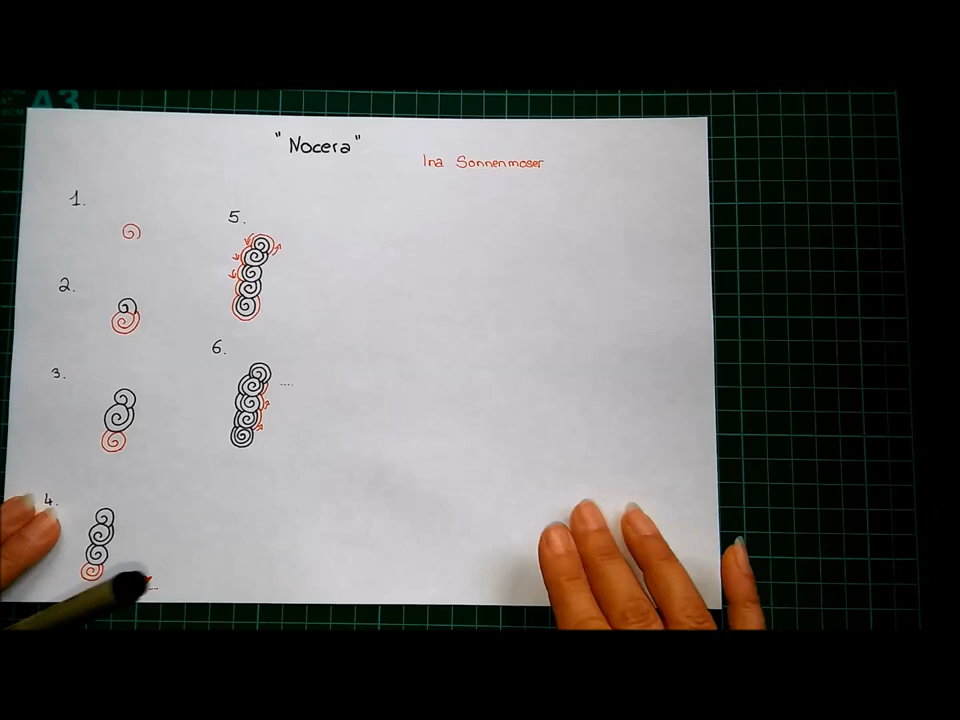 A3
"Nocera"
Ina Sonnenmoser
1.
2.
3.
4.
5.
6.
....